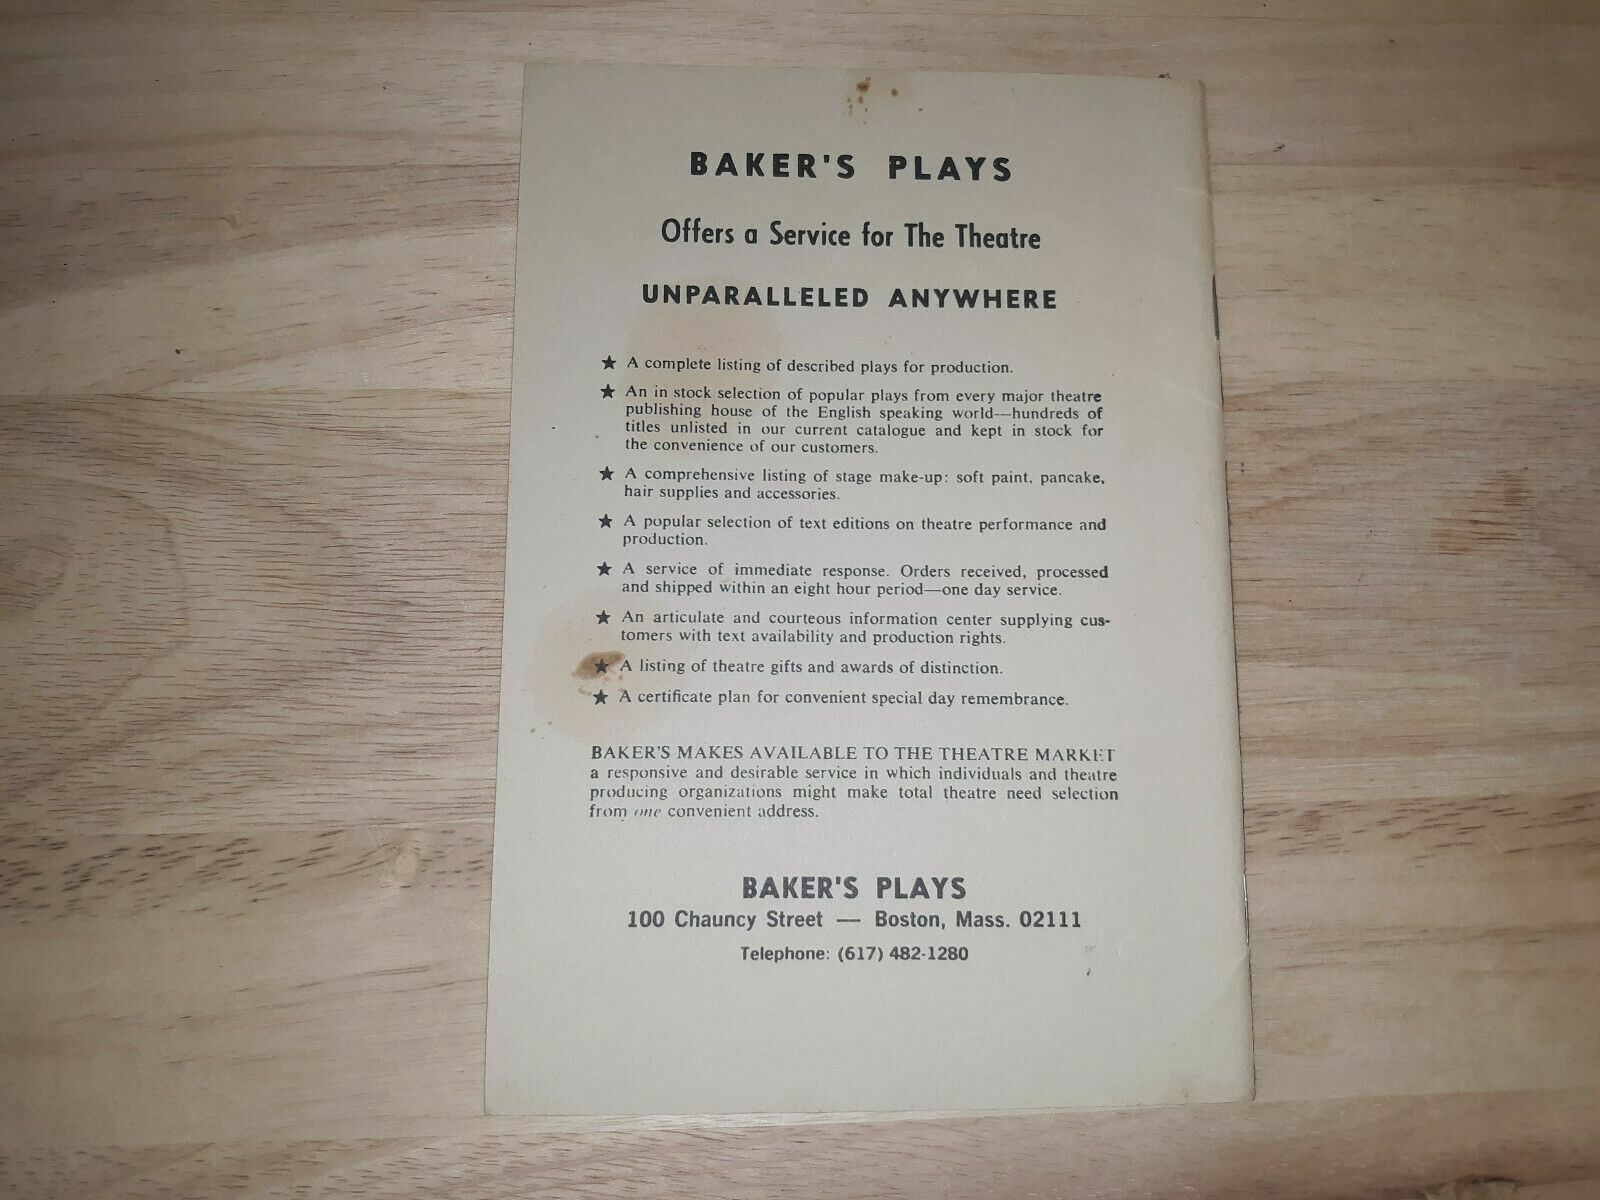 BAKER'S PLAYS
Offers a Service for The Theatre
UNPARALLELED ANYWHERE
★ A complete listing of described plays for production.
★ An in stock selection of popular plays from every major theatre
publishing house of the English speaking world—hundreds of
titles unlisted in our current catalogue and kept in stock for
the convenience of our customers.
★ A comprehensive listing of stage make-up: soft paint, pancake,
hair supplies and accessories.
★ A popular selection of text editions on theatre performance and
production.
★ A service of immediate response. Orders received, processed
and shipped within an eight hour period—one day service.
★ An articulate and courteous information center supplying cus-
tomers with text availability and production rights.
★ A listing of theatre gifts and awards of distinction.
★ A certificate plan for convenient special day remembrance.
BAKER'S MAKES AVAILABLE TO THE THEATRE MARKET
a responsive and desirable service in which individuals and theatre
producing organizations might make total theatre need selection
from one convenient address.
BAKER'S PLAYS
100 Chauncy Street — Boston, Mass. 02111
Telephone: (617) 482-1280